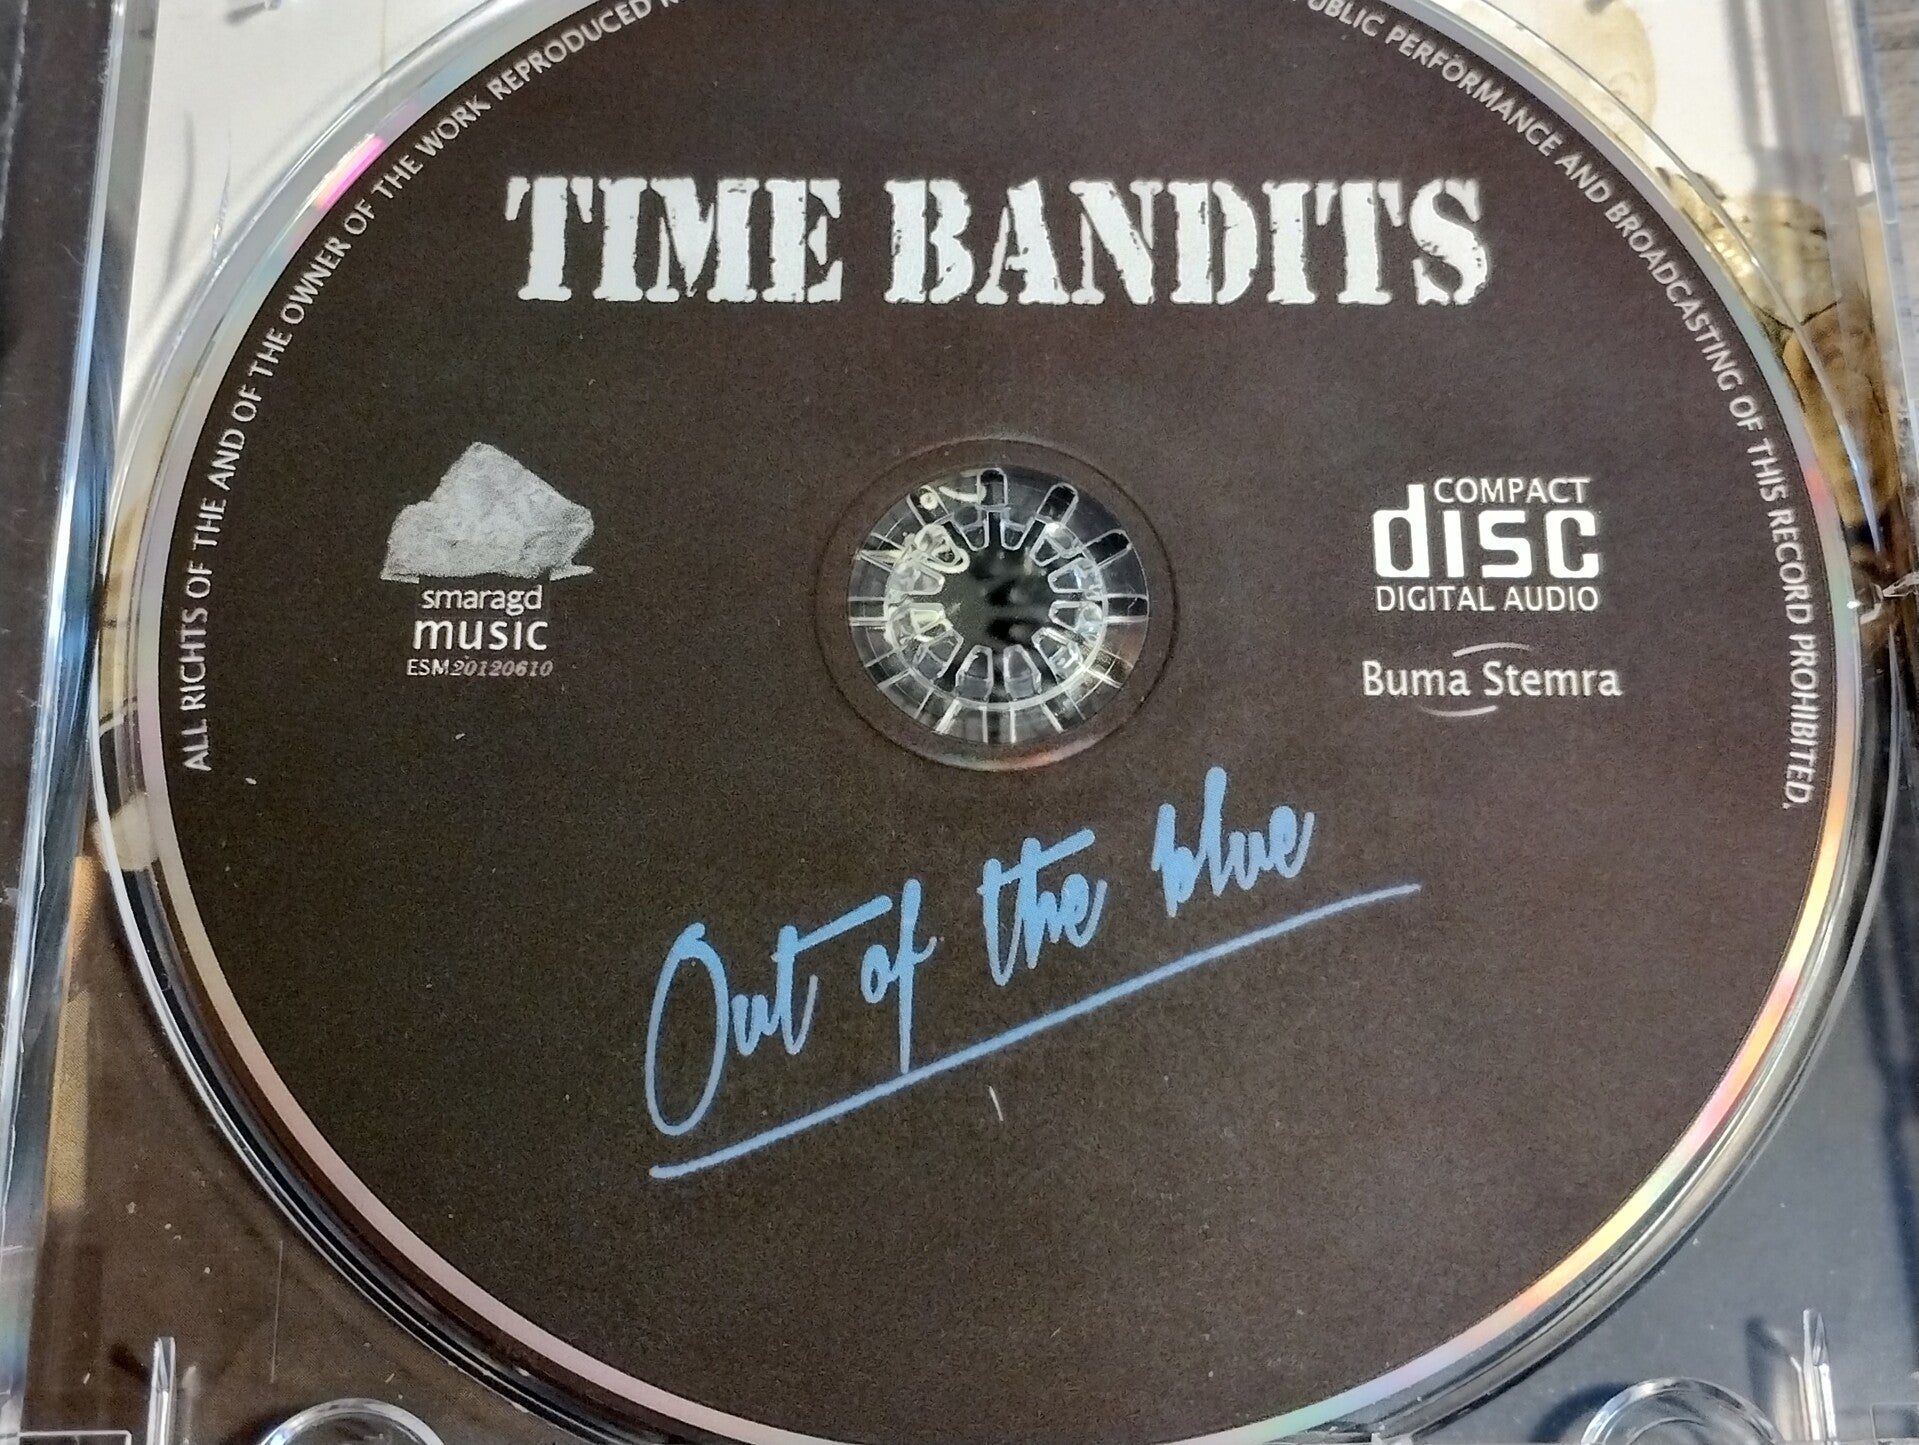 ALL RIGHTS OF THE AND OF THE OWNER OF THE WORK REPRODUCED
PUBLIC PERFORMANCE AND BROADCASTING OF THIS RECORD PROHIBITED.
TIME BANDITS
smaragd
music
ESM20120610
COMPACT
disc
DIGITAL AUDIO
Buma Stemra
Out of the blue